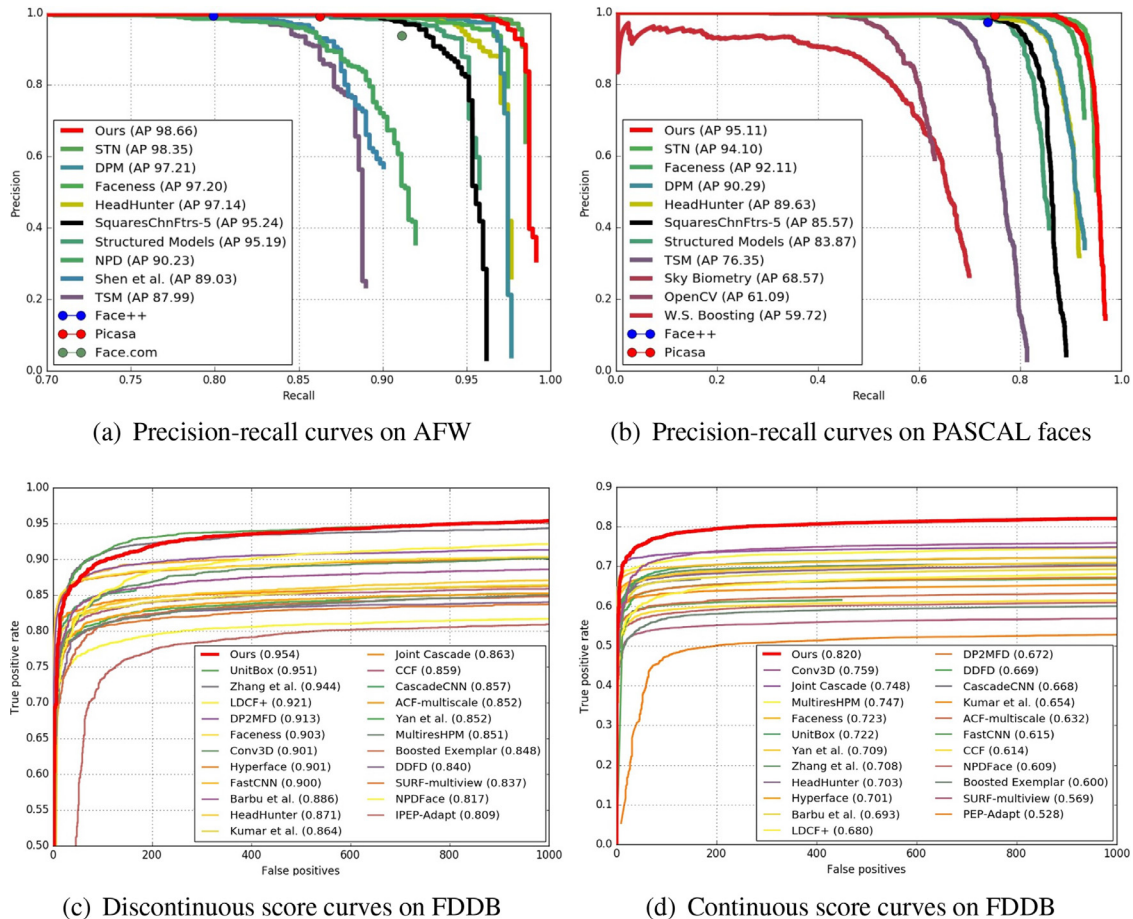 1.0
0.8
0.6
0.4
0.2
0.0
Precision
Ours (AP 98.66)
STN (AP 98.35)
DPM (AP 97.21)
Faceness (AP 97.20)
HeadHunter (AP 97.14)
SquaresChnFtrs-5 (AP 95.24)
Structured Models (AP 95.19)
NPD (AP 90.23)
Shen et al. (AP 89.03)
TSM (AP 87.99)
Face++
Picasa
Face.com
0.70 0.75 0.80 0.85 0.90 0.95 1.00
Recall
(a) Precision-recall curves on AFW
1.0
0.8
0.6
0.4
0.2
0.0
Precision
Ours (AP 95.11)
STN (AP 94.10)
Faceness (AP 92.11)
DPM (AP 90.29)
HeadHunter (AP 89.63)
SquaresChnFtrs-5 (AP 85.57)
Structured Models (AP 83.87)
TSM (AP 76.35)
Sky Biometry (AP 68.57)
OpenCV (AP 61.09)
W.S. Boosting (AP 59.72)
Face++
Picasa
0.0 0.2 0.4 0.6 0.8 1.0
Recall
(b) Precision-recall curves on PASCAL faces
1.00
0.95
0.90
0.85
0.80
0.75
0.70
0.65
0.60
0.55
0.50
True positive rate
Ours (0.954)
UnitBox (0.951)
Zhang et al. (0.944)
LDCF+ (0.921)
DP2MFD (0.913)
Faceness (0.903)
Conv3D (0.901)
Hyperface (0.901)
FastCNN (0.900)
Barbu et al. (0.886)
HeadHunter (0.871)
Kumar et al. (0.864)
Joint Cascade (0.863)
CCF (0.859)
CascadeCNN (0.857)
ACF-multiscale (0.852)
Yan et al. (0.852)
MultiresHPM (0.851)
Boosted Exemplar (0.848)
DDFD (0.840)
SURF-multiview (0.837)
NPDFace (0.817)
IPEP-Adapt (0.809)
0 200 400 600 800 1000
False positives
(c) Discontinuous score curves on FDDB
0.9
0.8
0.7
0.6
0.5
0.4
0.3
0.2
0.1
0.0
True positive rate
Ours (0.820)
Conv3D (0.759)
Joint Cascade (0.748)
MultiresHPM (0.747)
Faceness (0.723)
UnitBox (0.722)
Yan et al. (0.709)
Zhang et al. (0.708)
HeadHunter (0.703)
Hyperface (0.701)
Barbu et al. (0.693)
LDCF+ (0.680)
DP2MFD (0.672)
DDFD (0.669)
CascadeCNN (0.668)
Kumar et al. (0.654)
ACF-multiscale (0.632)
FastCNN (0.615)
CCF (0.614)
NPDFace (0.609)
Boosted Exemplar (0.600)
SURF-multiview (0.569)
PEP-Adapt (0.528)
0 200 400 600 800 1000
False positives
(d) Continuous score curves on FDDB